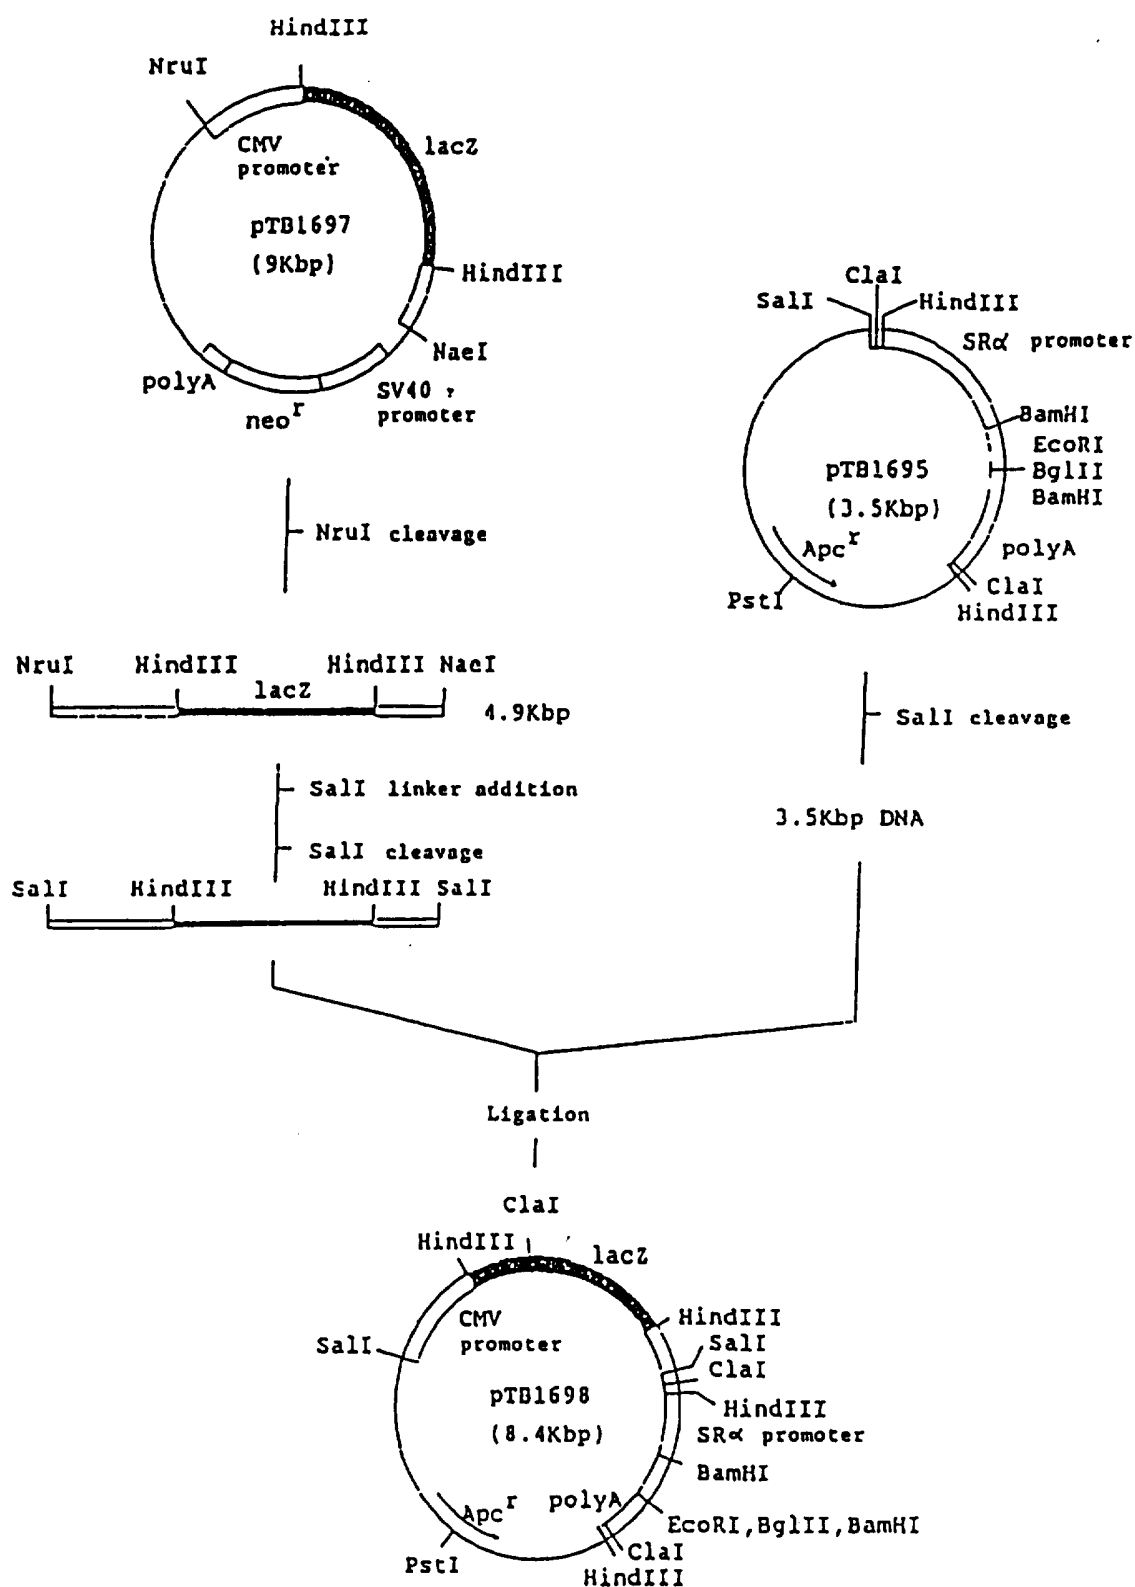 HindIII
NruI
CMV
promoter
lacZ
pTB1697
(9Kbp)
HindIII
NaeI
polyA
neor
SV40
promoter
ClaI
SalI
HindIII
SRα promoter
BamHI
EcoRI
BglII
BamHI
pTB1695
(3.5Kbp)
Apcr
polyA
PstI
ClaI
HindIII
NruI cleavage
NruI HindIII HindIII NaeI
lacZ
4.9Kbp
SalI cleavage
SalI linker addition
3.5Kbp DNA
SalI cleavage
SalI HindIII HindIII SalI
Ligation
ClaI
HindIII
lacZ
CMV
promoter
HindIII
SalI
SalI
ClaI
pTB1698
(8.4Kbp)
HindIII
SRα promoter
BamHI
Apcr
polyA
EcoRI,BglII,BamHI
PstI
ClaI
HindIII